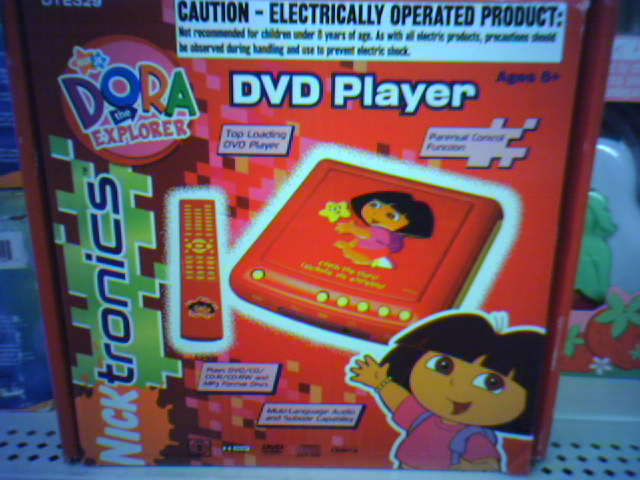 CAUTION - ELECTRICALLY OPERATED PRODUCT:
Not recommended for children under 8 years of age. As with all electric products, precautions should
be observed during handling and use to prevent electric shock.
Ages 8+
DORA
the
EXPLORER
DVD Player
Top Loading
DVD Player
Parental Control
Function
NICKtronics
Plays DVD/CD/
CD-R/CD-RW and
MP3 Format Discs
Multi-Language Audio
and Subtitle Capability
DVD